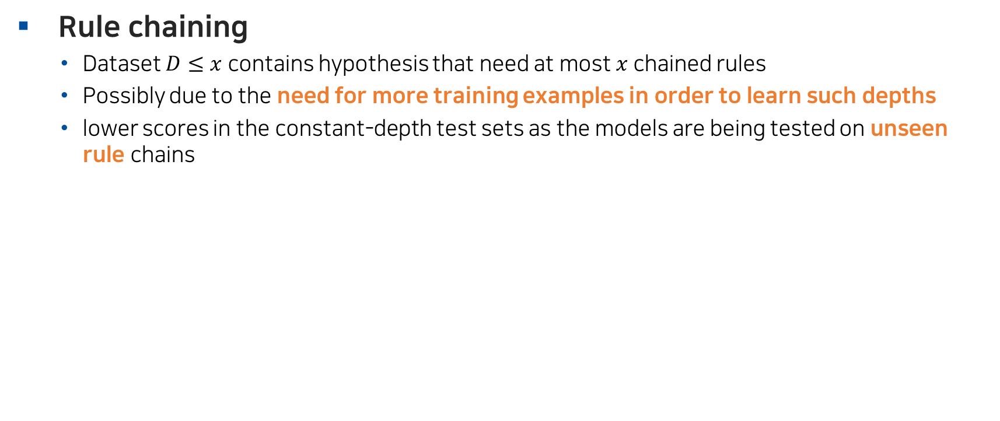 Rule chaining
Dataset D ≤ x contains hypothesis that need at most x chained rules
Possibly due to the need for more training examples in order to learn such depths
lower scores in the constant-depth test sets as the models are being tested on unseen
rule chains